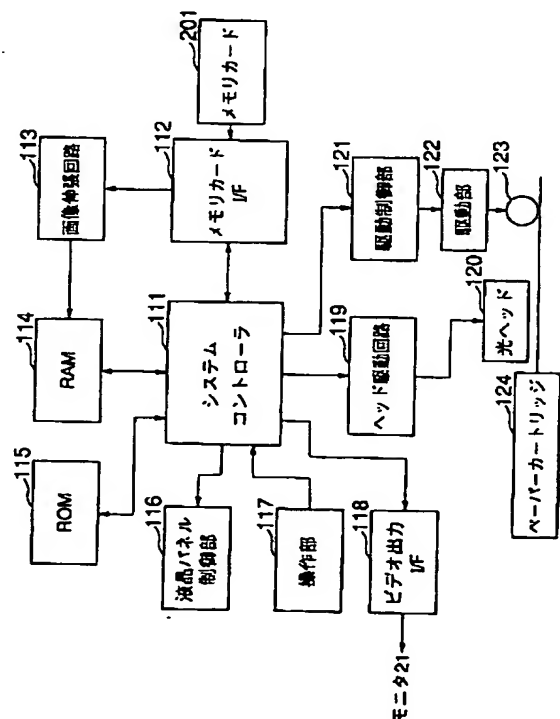 115
ROM
114
RAM
113
画像伸張回路
201
メモリカード
112
メモリカード
I/F
111
システム
コントローラ
116
液晶パネル
制御部
117
操作部
118
ビデオ出力
I/F
モニタ21
119
ヘッド駆動回路
120
光ヘッド
121
駆動制御部
122
駆動部
123
124
ペーパーカートリッジ